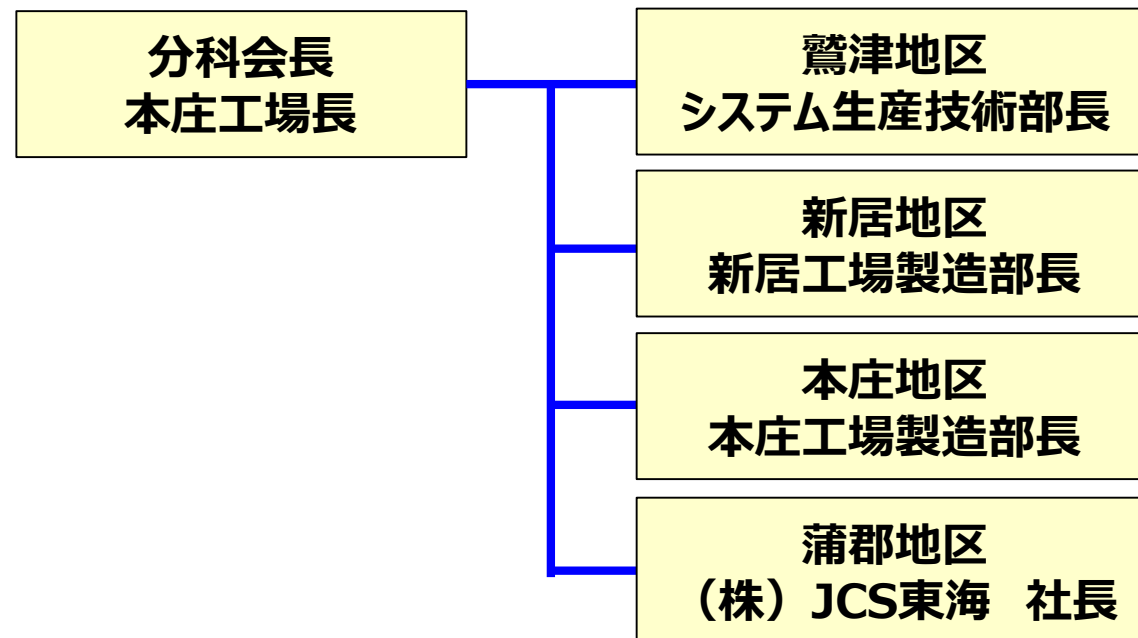 分科会長
本庄工場長
鷲津地区
システム生産技術部長
新居地区
新居工場製造部長
本庄地区
本庄工場製造部長
蒲郡地区
（株）JCS東海　社長